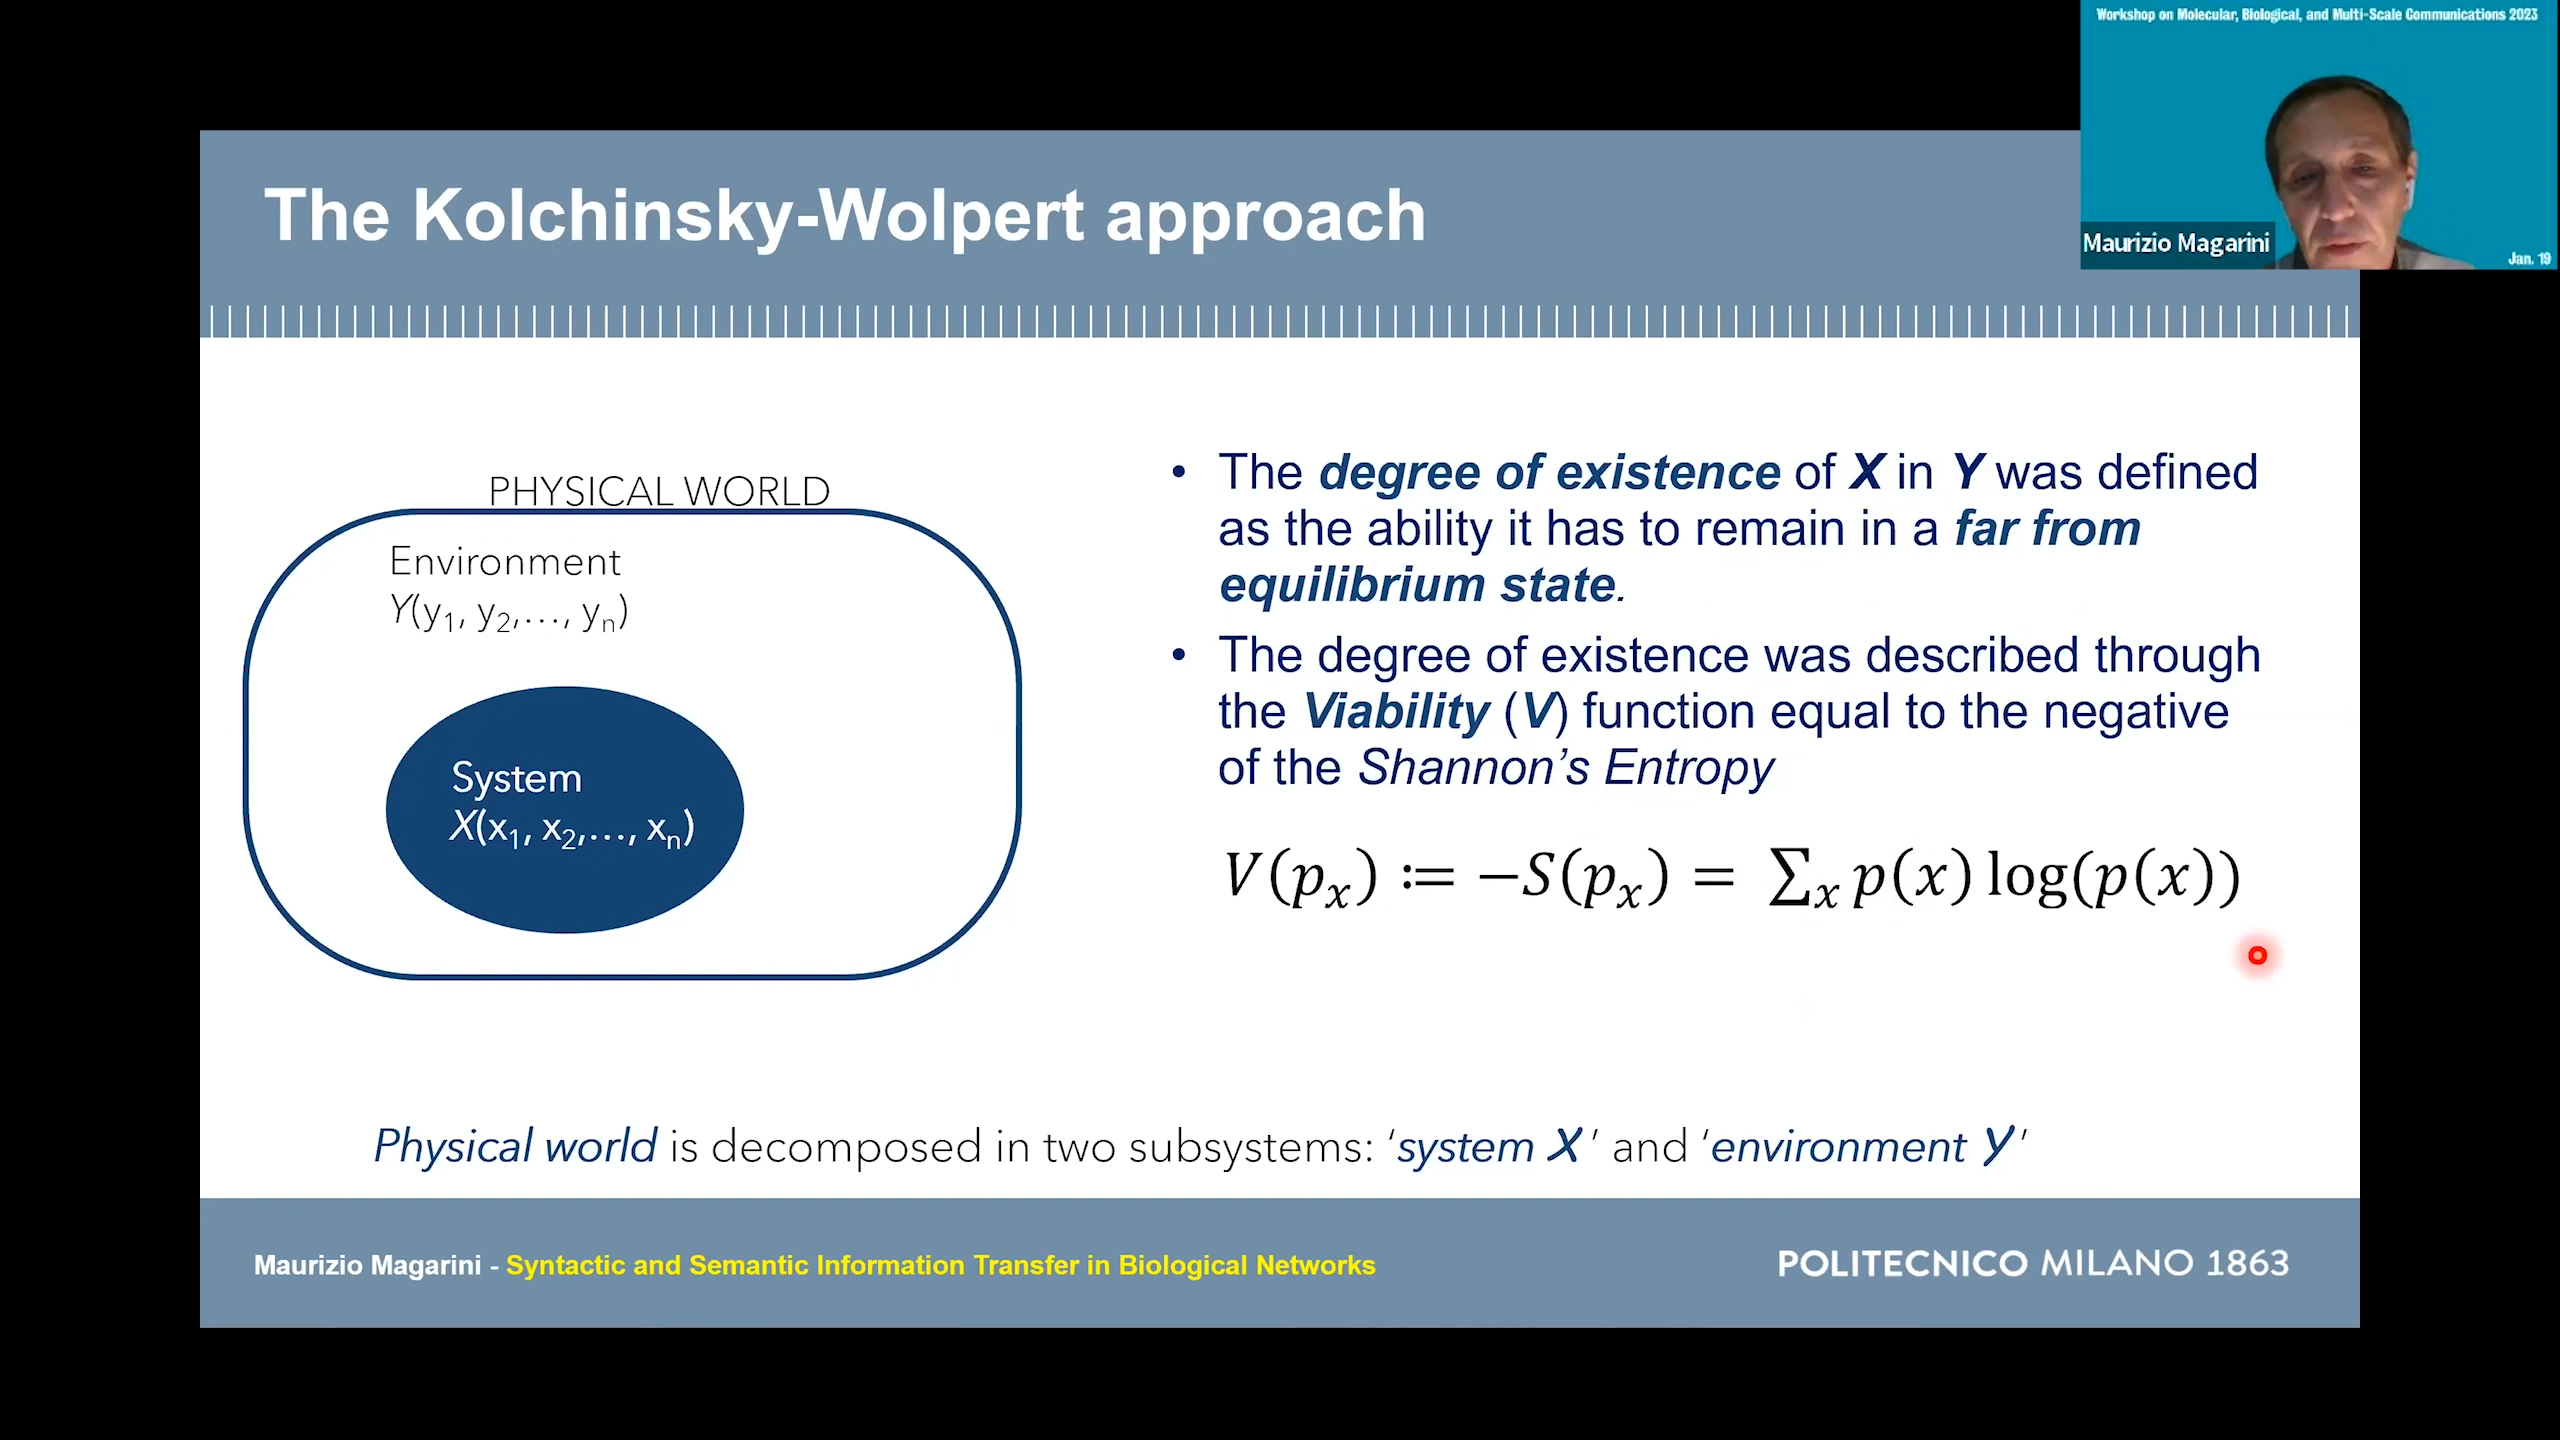 Workshop on Molecular, Biological, and Multi-Scale Communications 2023
Maurizio Magarini
Jan. 19
The Kolchinsky-Wolpert approach
PHYSICAL WORLD
Environment
Y(y₁, y₂,…, yₙ)
System
X(x₁, x₂,…, xₙ)
• The degree of existence of X in Y was defined
as the ability it has to remain in a far from
equilibrium state.
• The degree of existence was described through
the Viability (V) function equal to the negative
of the Shannon’s Entropy
V(pₓ) ≔ −S(pₓ) = ∑ₓ p(x) log(p(x))
Physical world is decomposed in two subsystems: ‘system X’ and ‘environment Y’
Maurizio Magarini - Syntactic and Semantic Information Transfer in Biological Networks
POLITECNICO MILANO 1863